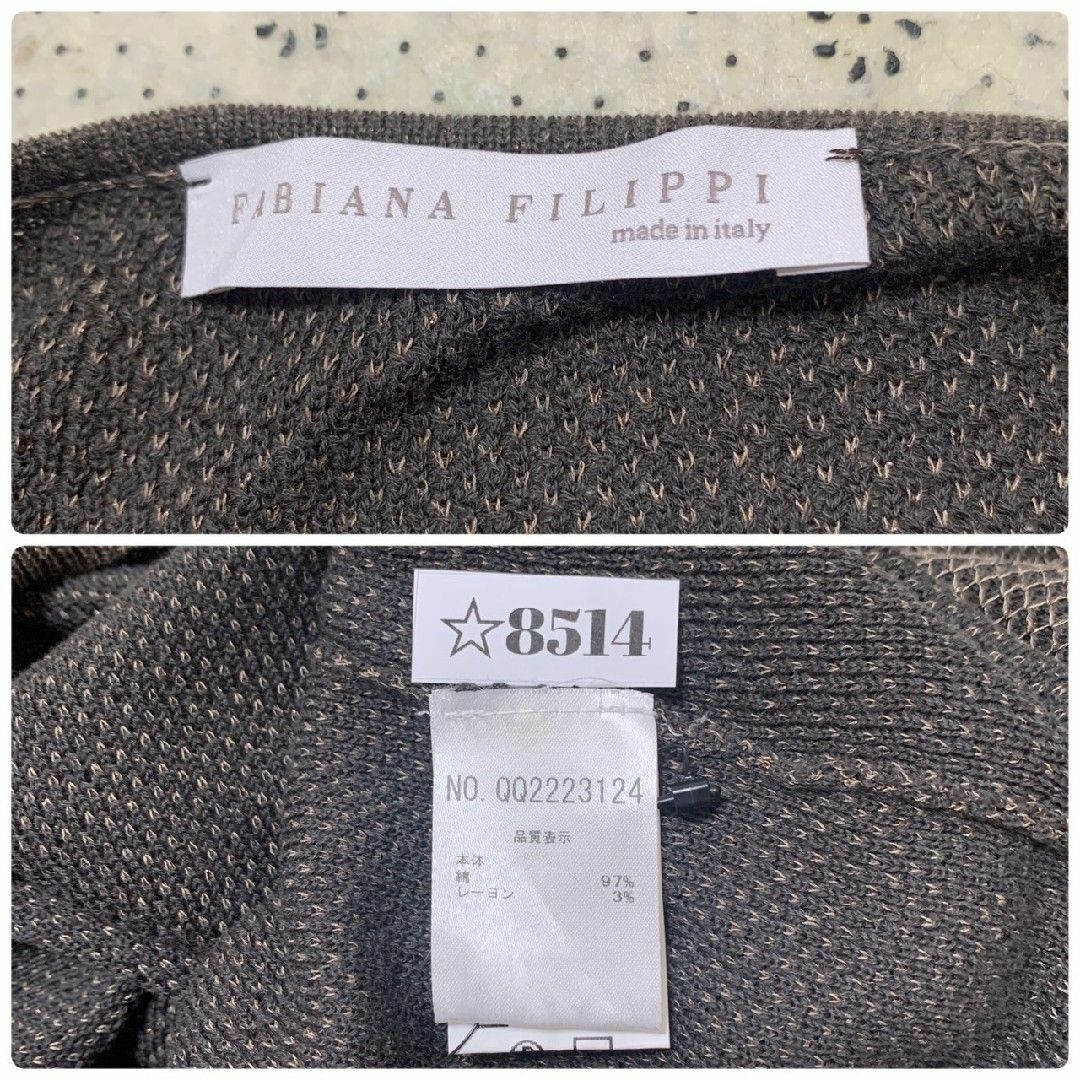 FABIANA FILIPPI
made in italy
☆8514
NO. QQ2223124
品質表示
本体
綿 97%
レーヨン 3%